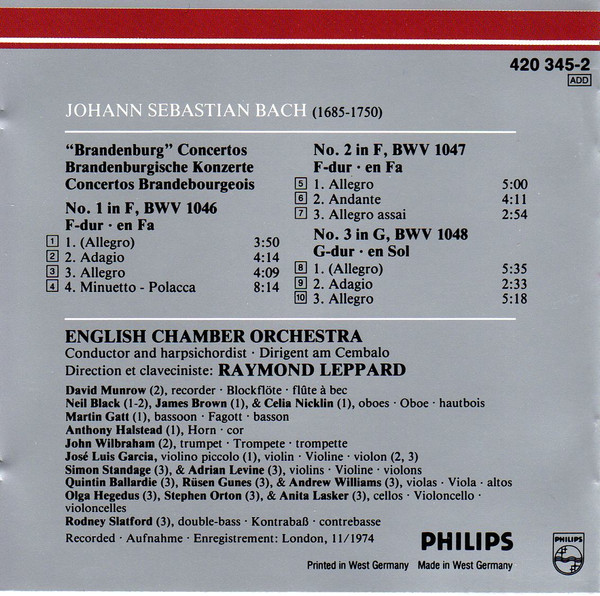 420 345-2
ADD
JOHANN SEBASTIAN BACH (1685-1750)
“Brandenburg” Concertos
Brandenburgische Konzerte
Concertos Brandebourgeois
No. 1 in F, BWV 1046
F-dur · en Fa
1 1. (Allegro) 3:50
2 2. Adagio 4:14
3 3. Allegro 4:09
4 4. Minuetto - Polacca 8:14
No. 2 in F, BWV 1047
F-dur · en Fa
5 1. Allegro 5:00
6 2. Andante 4:11
7 3. Allegro assai 2:54
No. 3 in G, BWV 1048
G-dur · en Sol
8 1. (Allegro) 5:35
9 2. Adagio 2:33
10 3. Allegro 5:18
ENGLISH CHAMBER ORCHESTRA
Conductor and harpsichordist · Dirigent am Cembalo
Direction et claveciniste: RAYMOND LEPPARD
David Munrow (2), recorder · Blockflöte · flûte à bec
Neil Black (1-2), James Brown (1), & Celia Nicklin (1), oboes · Oboe · hautbois
Martin Gatt (1), bassoon · Fagott · basson
Anthony Halstead (1), Horn · cor
John Wilbraham (2), trumpet · Trompete · trompette
José Luis Garcia, violino piccolo (1), violin · Violine · violon (2, 3)
Simon Standage (3), & Adrian Levine (3), violins · Violine · violons
Quintin Ballardie (3), Rüsen Gunes (3), & Andrew Williams (3), violas · Viola · altos
Olga Hegedus (3), Stephen Orton (3), & Anita Lasker (3), cellos · Violoncello ·
violoncelles
Rodney Slatford (3), double-bass · Kontrabaß · contrebasse
Recorded · Aufnahme · Enregistrement: London, 11/1974
PHILIPS
Printed in West Germany Made in West Germany
PHILIPS